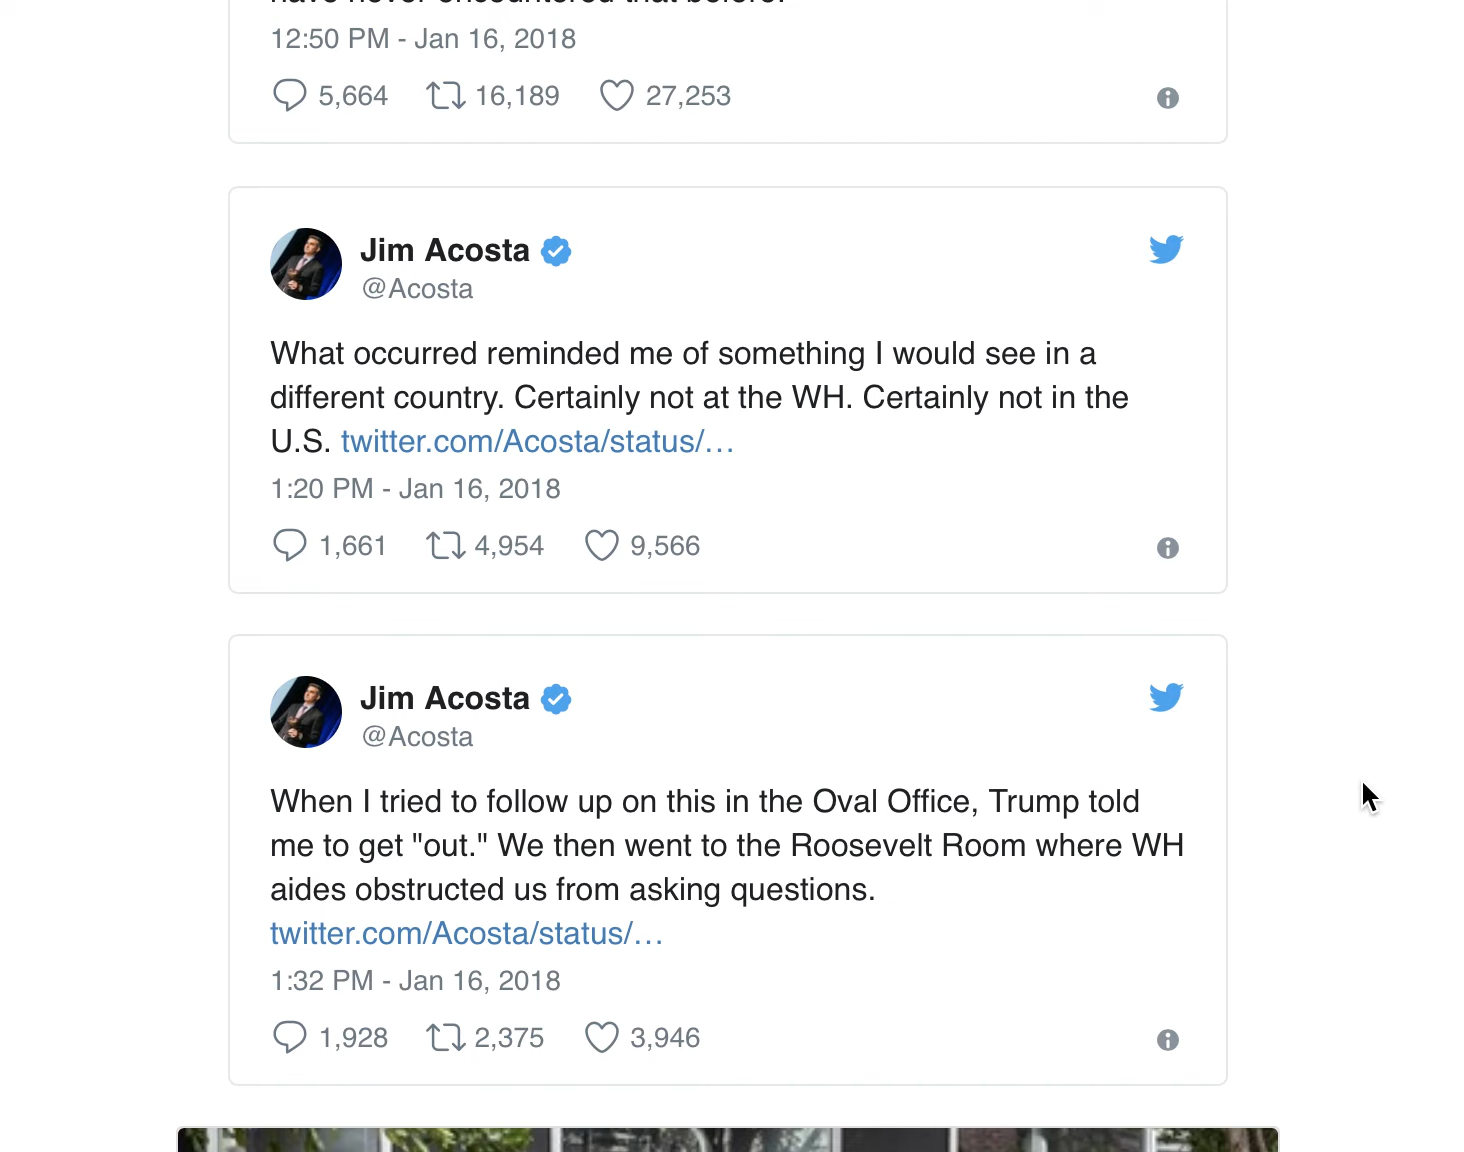 have never encountered that before.
12:50 PM - Jan 16, 2018
5,664 16,189 27,253
Jim Acosta
@Acosta
What occurred reminded me of something I would see in a
different country. Certainly not at the WH. Certainly not in the
U.S. twitter.com/Acosta/status/…
1:20 PM - Jan 16, 2018
1,661 4,954 9,566
Jim Acosta
@Acosta
When I tried to follow up on this in the Oval Office, Trump told
me to get "out." We then went to the Roosevelt Room where WH
aides obstructed us from asking questions.
twitter.com/Acosta/status/…
1:32 PM - Jan 16, 2018
1,928 2,375 3,946